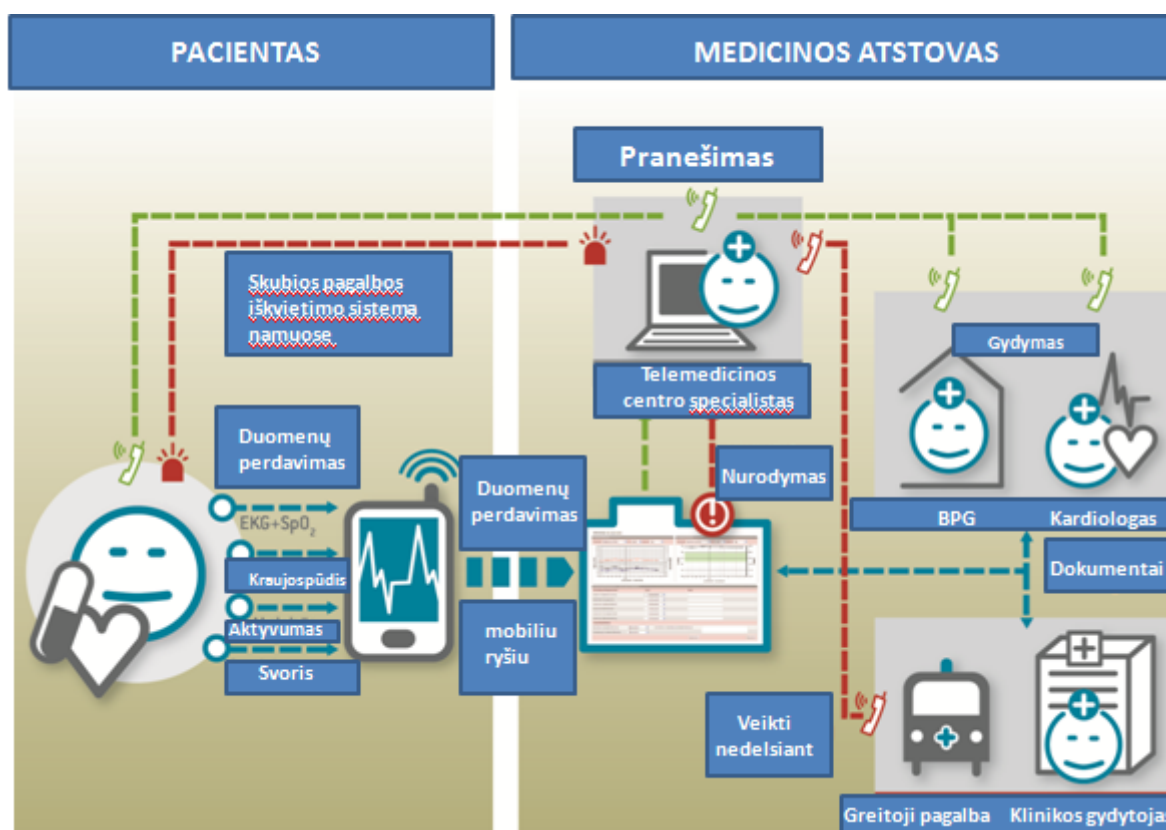 PACIENTAS
MEDICINOS ATSTOVAS
Pranešimas
Skubios pagalbos
iškvietimo sistema
namuose
Gydymas
Telemedicinos
centro specialistas
Duomenų
perdavimas
Duomenų
perdavimas
Nurodymas
EKG+SpO₂
BPG
Kardiologas
Kraujospūdis
Dokumentai
Aktyvumas
mobiliu
ryšiu
Svoris
Veikti
nedelsiant
Greitoji pagalba
Klinikos gydytojas